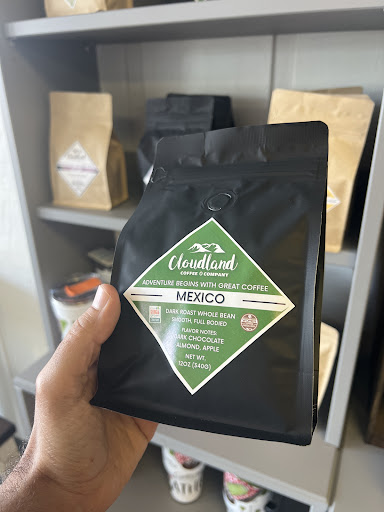 Cloudland
COFFEE COMPANY
ADVENTURE BEGINS WITH GREAT COFFEE
MEXICO
DARK ROAST WHOLE BEAN
SMOOTH, FULL BODIED
FLAVOR NOTES:
DARK CHOCOLATE
ALMOND, APPLE
NET WT.
12OZ (340G)